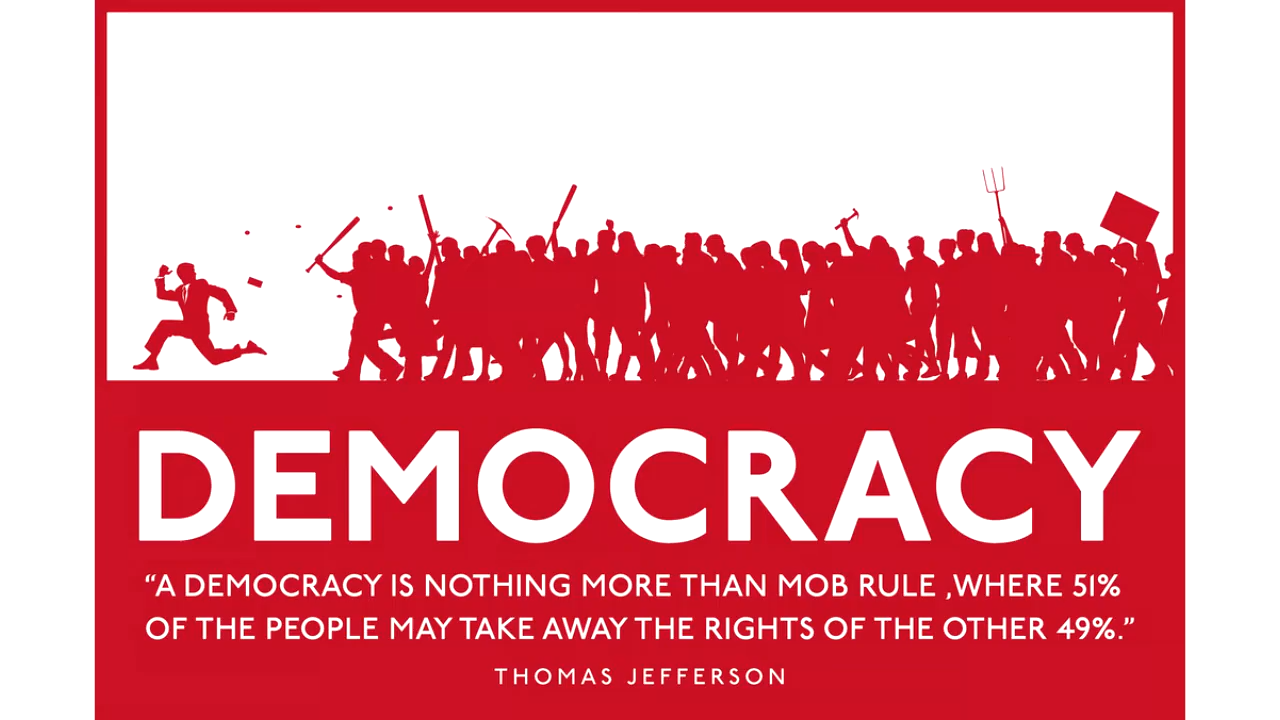 DEMOCRACY
“A DEMOCRACY IS NOTHING MORE THAN MOB RULE ,WHERE 51%
OF THE PEOPLE MAY TAKE AWAY THE RIGHTS OF THE OTHER 49%.”
THOMAS JEFFERSON